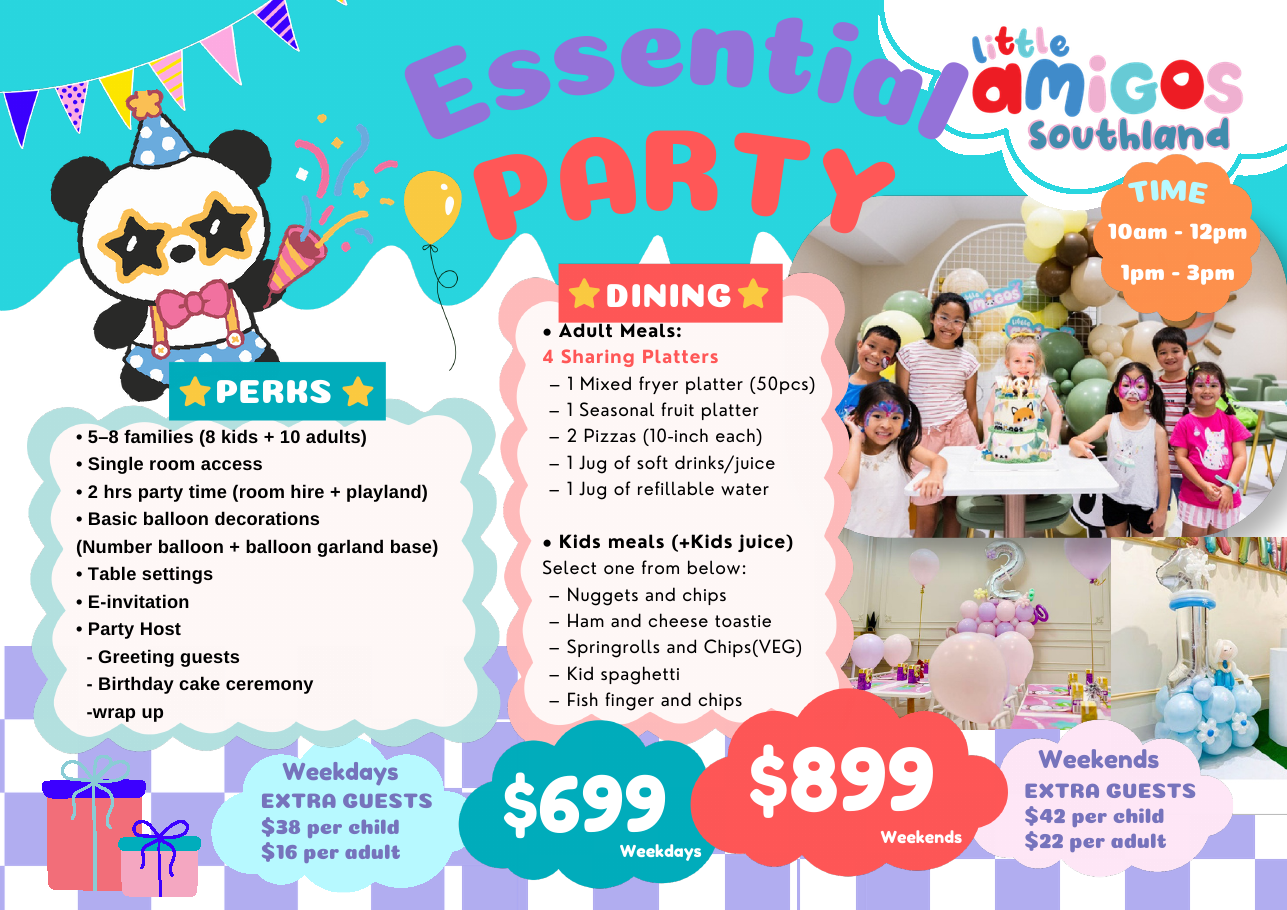 Essential
PARTY
little
amigos
southland
TIME
10am - 12pm
1pm - 3pm
PERKS
• 5–8 families (8 kids + 10 adults)
• Single room access
• 2 hrs party time (room hire + playland)
• Basic balloon decorations
(Number balloon + balloon garland base)
• Table settings
• E-invitation
• Party Host
- Greeting guests
- Birthday cake ceremony
-wrap up
DINING
• Adult Meals:
4 Sharing Platters
– 1 Mixed fryer platter (50pcs)
– 1 Seasonal fruit platter
– 2 Pizzas (10-inch each)
– 1 Jug of soft drinks/juice
– 1 Jug of refillable water
• Kids meals (+Kids juice)
Select one from below:
– Nuggets and chips
– Ham and cheese toastie
– Springrolls and Chips(VEG)
– Kid spaghetti
– Fish finger and chips
Weekdays
EXTRA GUESTS
$38 per child
$16 per adult
$699
Weekdays
$899
Weekends
Weekends
EXTRA GUESTS
$42 per child
$22 per adult
2